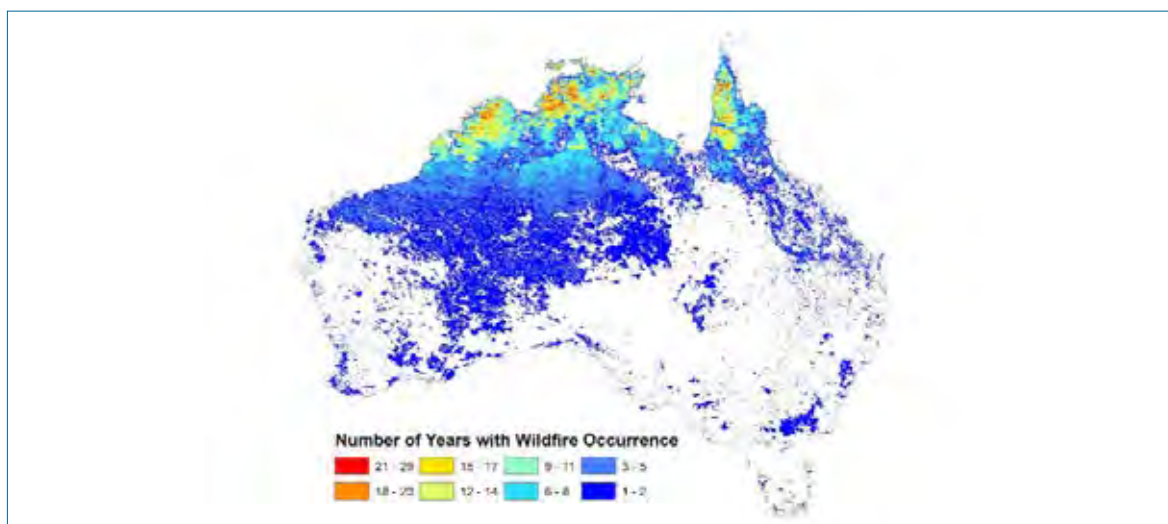 Number of Years with Wildfire Occurrence
21 - 29 15 - 17 9 - 11 3 - 5
18 - 20 12 - 14 6 - 8 1 - 2